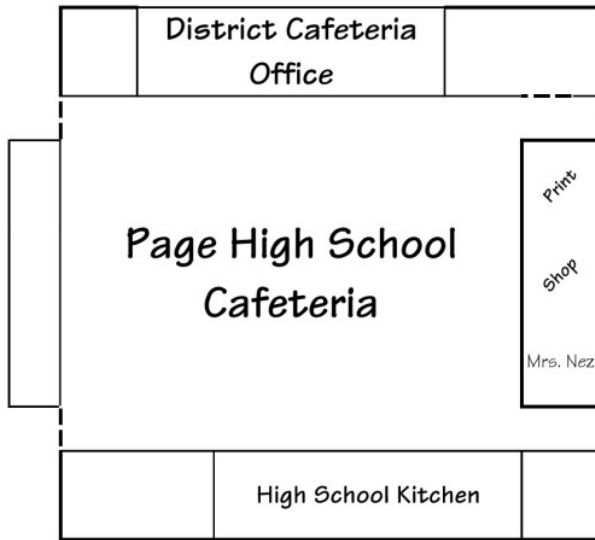 District Cafeteria
Office
Print
Page High School
Shop
Cafeteria
Mrs. Nez
High School Kitchen